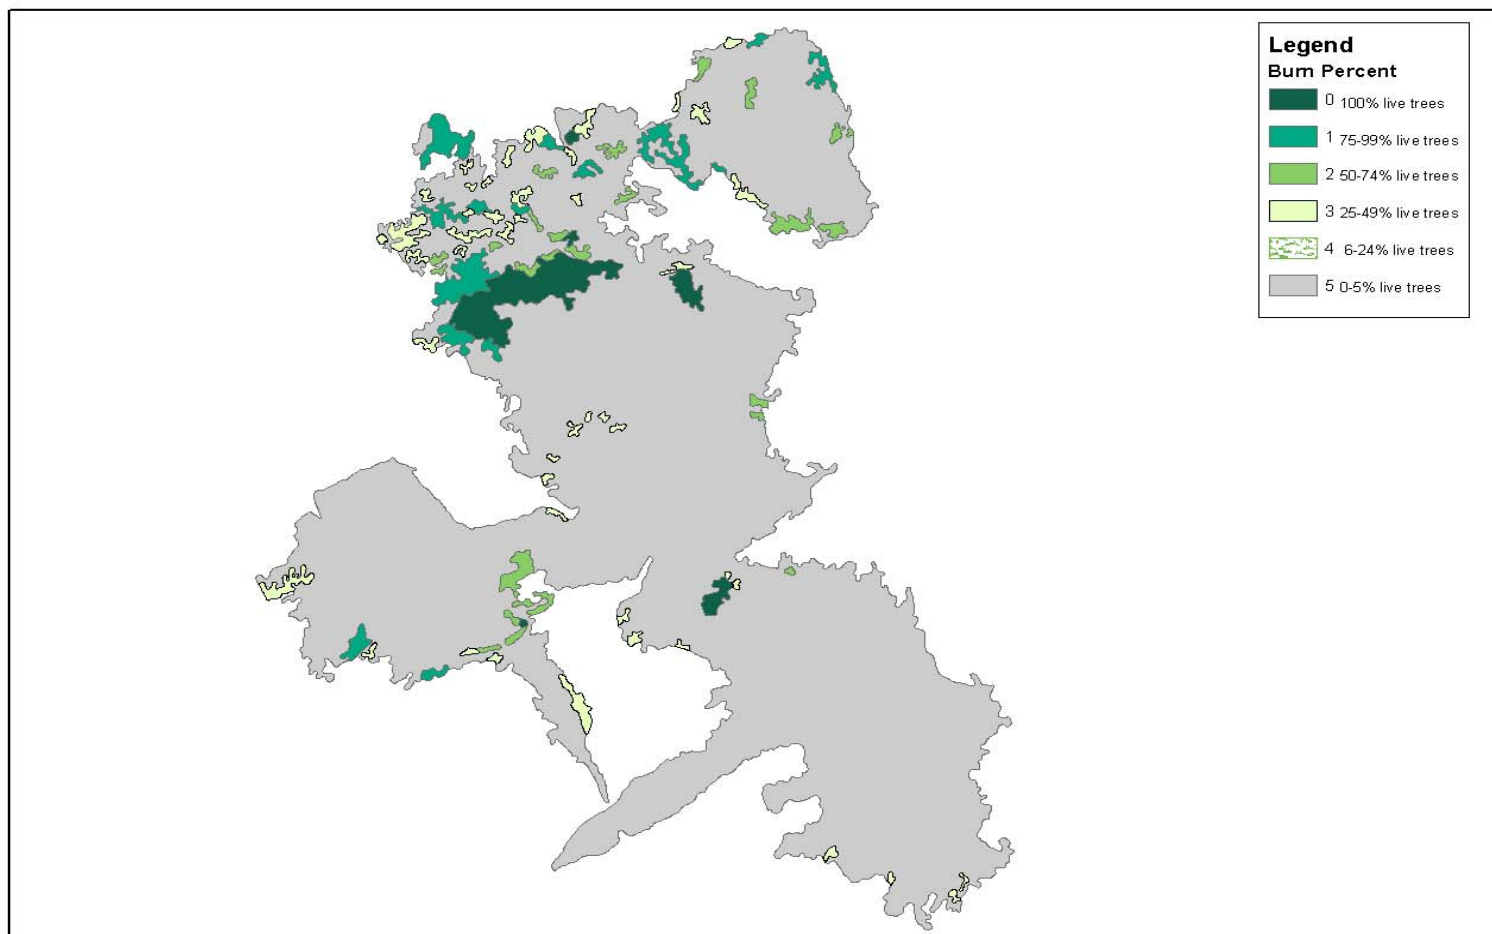 Legend
Burn Percent
0 100% live trees
1 75-99% live trees
2 50-74% live trees
3 25-49% live trees
4 6-24% live trees
5 0-5% live trees